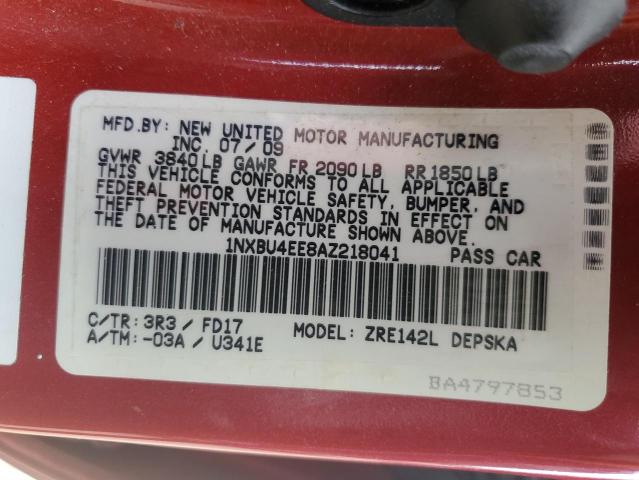 MFD.BY: NEW UNITED MOTOR MANUFACTURING
INC. 07/09
GVWR 3840LB GAWR FR 2090LB RR1850LB
THIS VEHICLE CONFORMS TO ALL APPLICABLE
FEDERAL MOTOR VEHICLE SAFETY, BUMPER, AND
THEFT PREVENTION STANDARDS IN EFFECT ON
THE DATE OF MANUFACTURE SHOWN ABOVE.
1NXBU4EE8AZ218041 PASS CAR
C/TR: 3R3 / FD17 MODEL: ZRE142L DEPSKA
A/TM: -03A / U341E
BA4797853